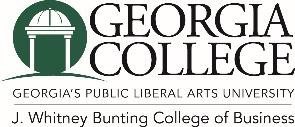 GEORGIA
COLLEGE
GEORGIA'S PUBLIC LIBERAL ARTS UNIVERSITY
J. Whitney Bunting College of Business